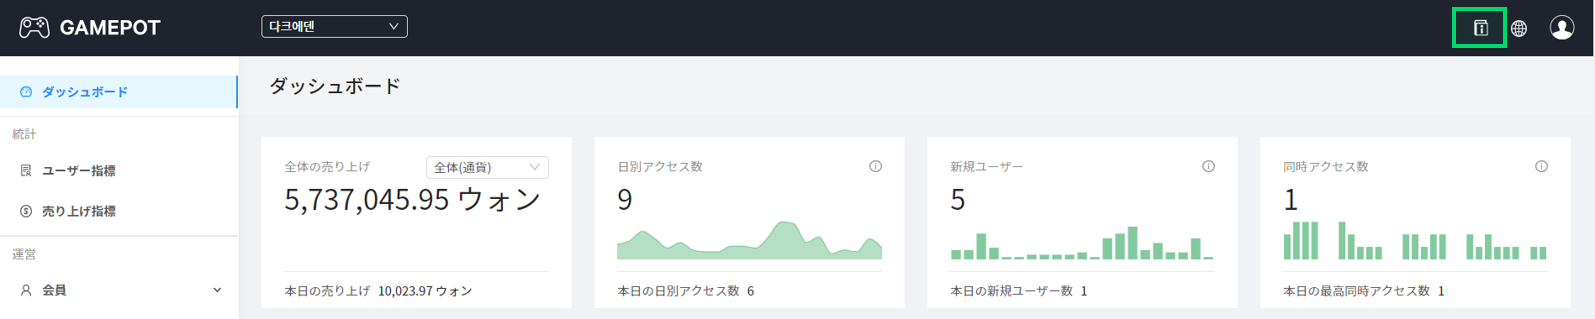 GAMEPOT
다크에덴
ダッシュボード
統計
ユーザー指標
売り上げ指標
運営
会員
ダッシュボード
全体の売り上げ
全体(通貨)
5,737,045.95 ウォン
本日の売り上げ 10,023.97 ウォン
日別アクセス数
9
本日の日別アクセス数 6
新規ユーザー
5
本日の新規ユーザー数 1
同時アクセス数
1
本日の最高同時アクセス数 1